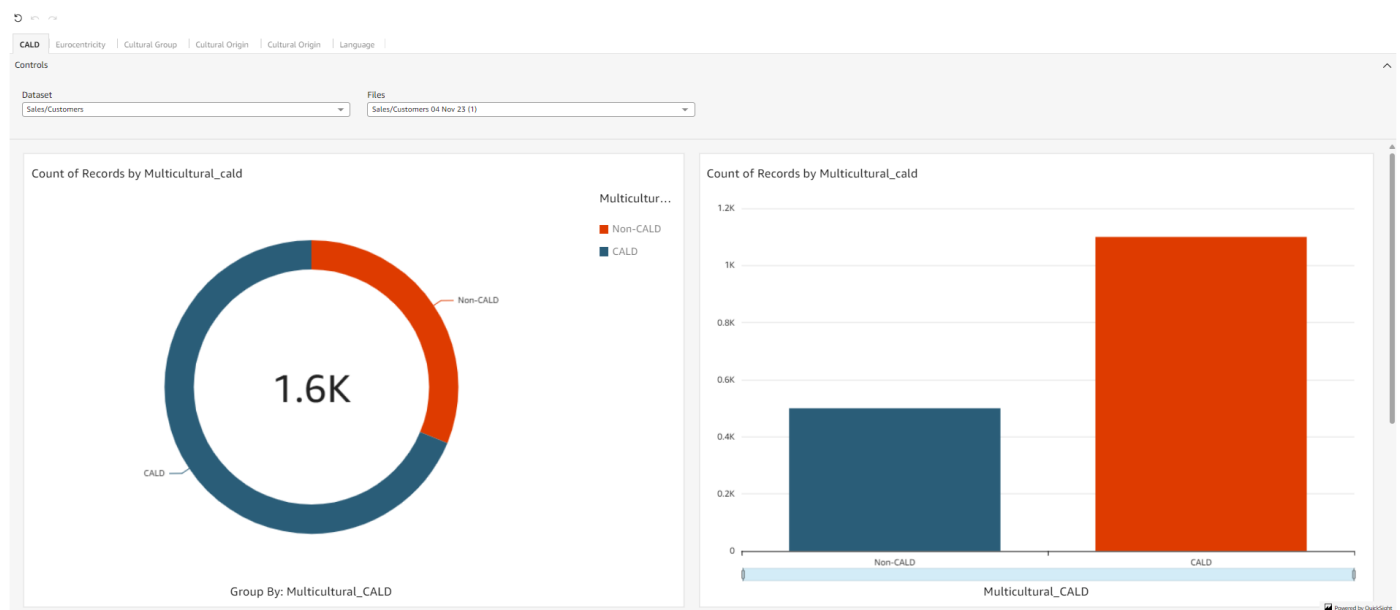 CALD Eurocentricity Cultural Group Cultural Origin Cultural Origin Language
Controls
Dataset Files
Sales/Customers Sales/Customers 04 Nov 23 (1)
Count of Records by Multicultural_cald
Multicultur...
Non-CALD
CALD
Non-CALD
1.6K
CALD
Group By: Multicultural_CALD
Count of Records by Multicultural_cald
1.2K
1K
0.8K
0.6K
0.4K
0.2K
0
Non-CALD CALD
Multicultural_CALD
Powered by QuickSight